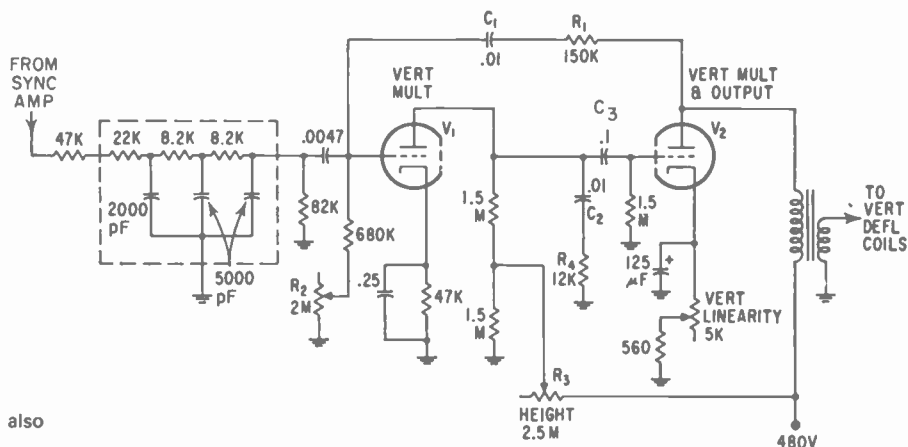 FROM
SYNC
AMP
47K
22K
8.2K
8.2K
2000
pF
5000
pF
82K
.0047
680K
R2
2M
C1
.01
R1
150K
VERT
MULT
V1
.25
47K
1.5
M
1.5
M
C3
.1
.01
C2
R4
12K
1.5
M
VERT MULT
& OUTPUT
V2
125
μF
+
VERT
LINEARITY
5K
560
R3
HEIGHT
2.5M
480V
TO
VERT
DEFL
COILS
also